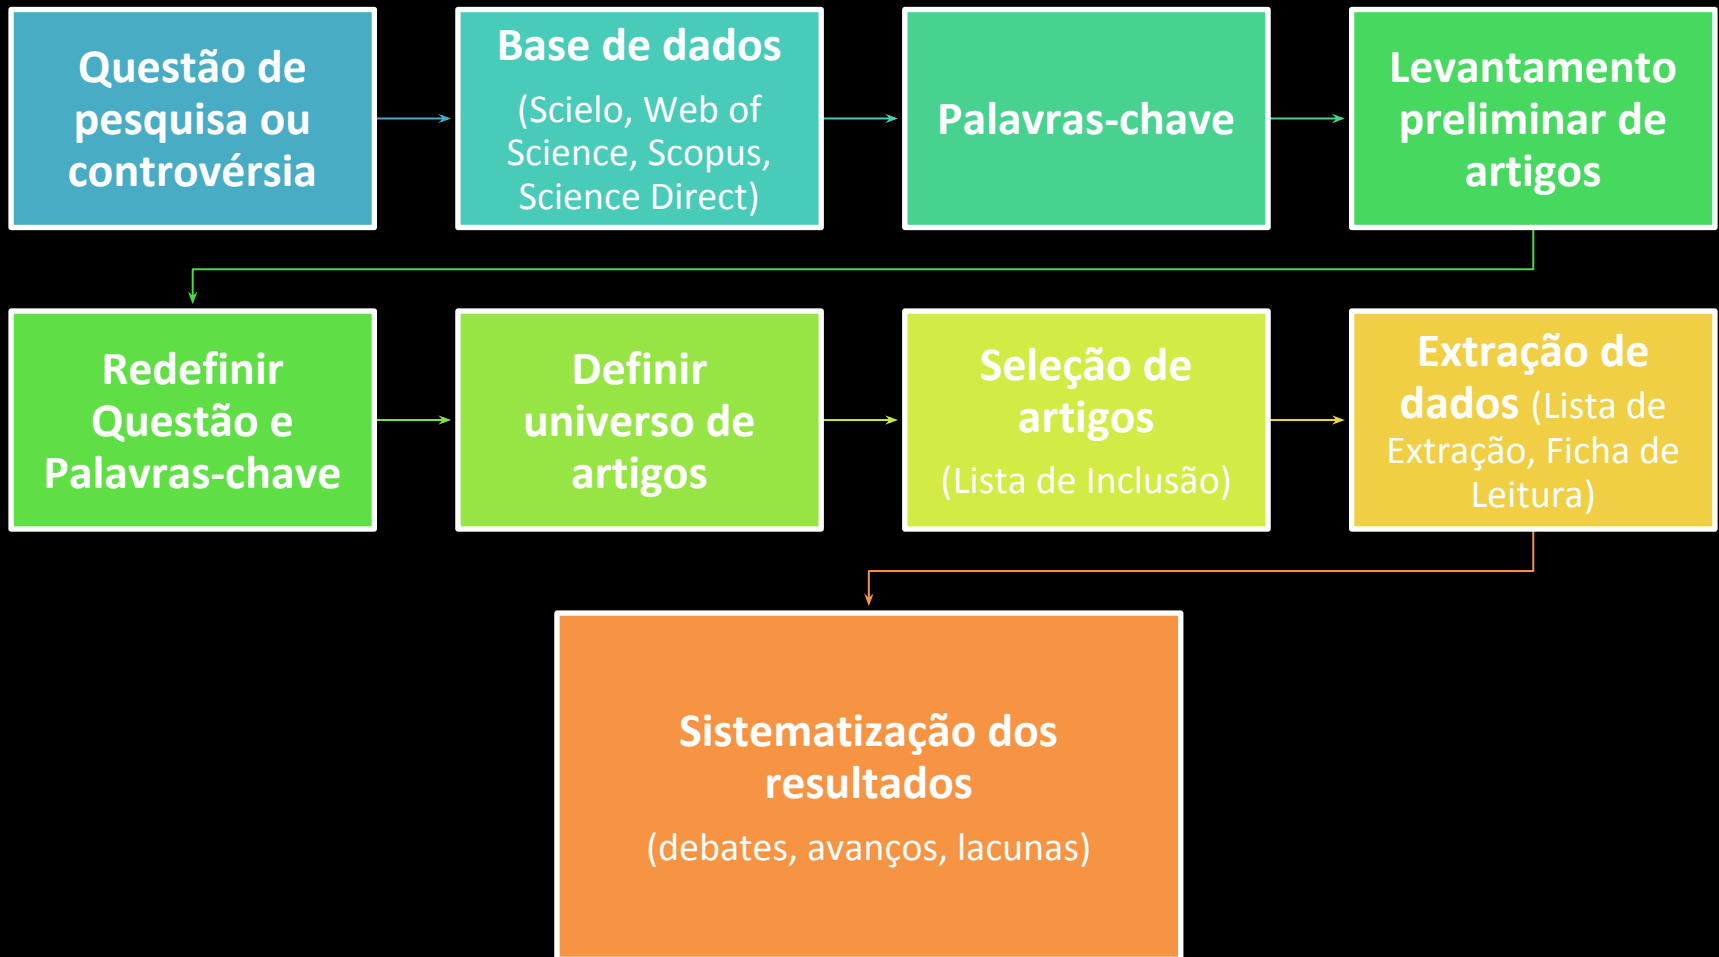 Questão de
pesquisa ou
controvérsia
Base de dados
(Scielo, Web of
Science, Scopus,
Science Direct)
Palavras-chave
Levantamento
preliminar de
artigos
Redefinir
Questão e
Palavras-chave
Definir
universo de
artigos
Seleção de
artigos
(Lista de Inclusão)
Extração de
dados (Lista de
Extração, Ficha de
Leitura)
Sistematização dos
resultados
(debates, avanços, lacunas)